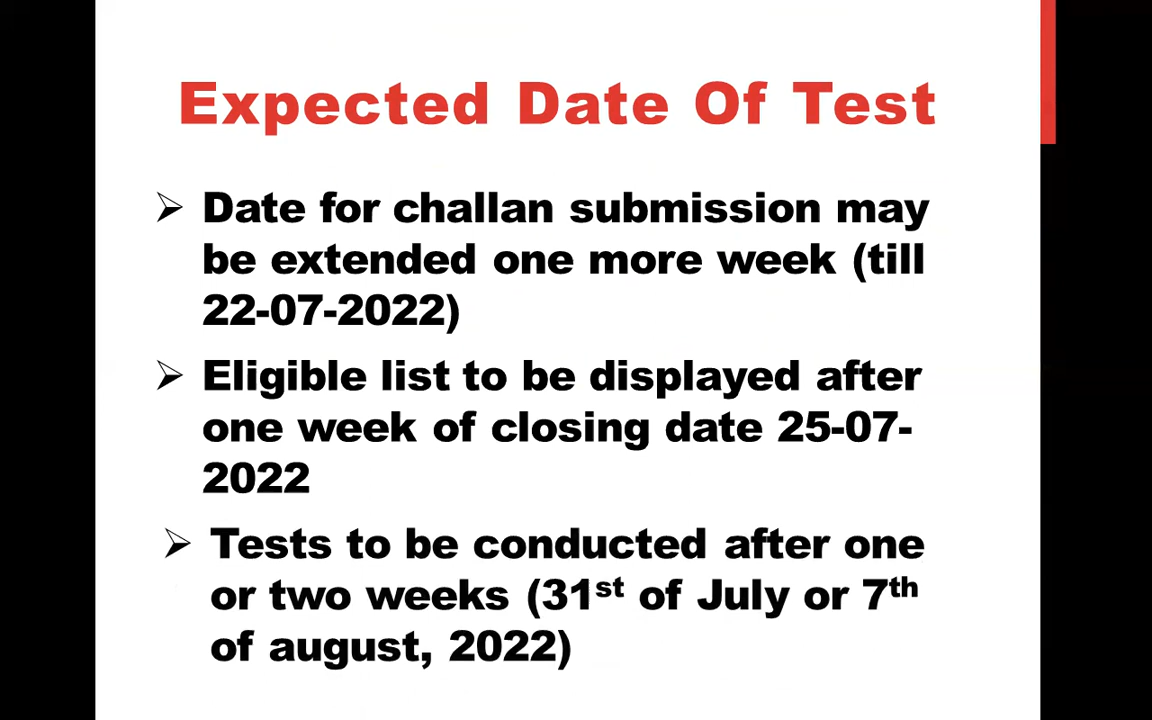 Expected Date Of Test
➢ Date for challan submission may
be extended one more week (till
22-07-2022)
➢ Eligible list to be displayed after
one week of closing date 25-07-
2022
➢ Tests to be conducted after one
or two weeks (31st of July or 7th
of august, 2022)